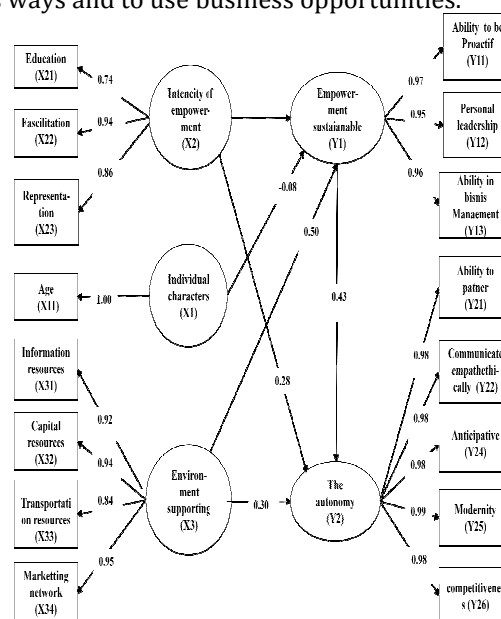 s ways and to use business opportunities.
Education
(X21)
Fascilitation
(X22)
Representa-
tion
(X23)
Age
(X11)
Information
resources
(X31)
Capital
resources
(X32)
Transportati
on resources
(X33)
Marketting
network
(X34)
0.74
0.94
0.86
1.00
0.92
0.94
0.84
0.95
Intencity of
empower-
ment
(X2)
Individual
characters
(X1)
Environ-
ment
supporting
(X3)
-0.08
0.50
0.43
0.28
0.30
Empower-
ment
sustaianable
(Y1)
The
autonomy
(Y2)
0.97
0.95
0.96
0.98
0.98
0.98
0.99
0.98
Ability to be
Proactif
(Y11)
Personal
leadership
(Y12)
Ability in
bisnis
Manaement
(Y13)
Ability to
patner
(Y21)
Communicate
empathethi-
cally (Y22)
Anticipative
(Y24)
Modernity
(Y25)
competitivene
s (Y26)